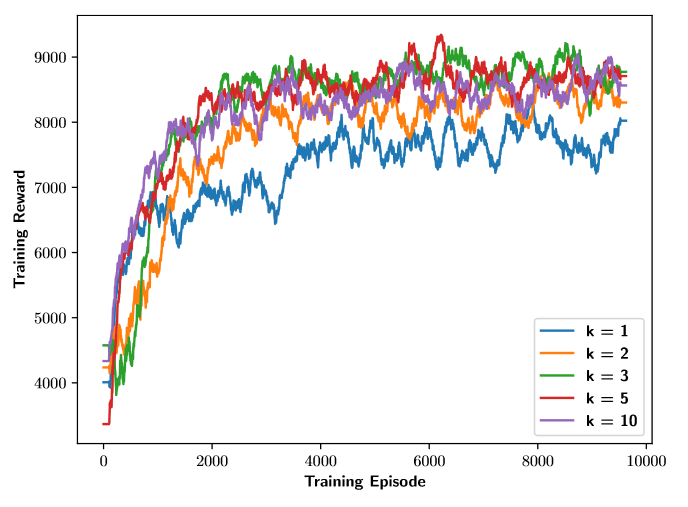 9000
8000
7000
6000
5000
4000
Training Reward
k = 1
k = 2
k = 3
k = 5
k = 10
0 2000 4000 6000 8000 10000
Training Episode